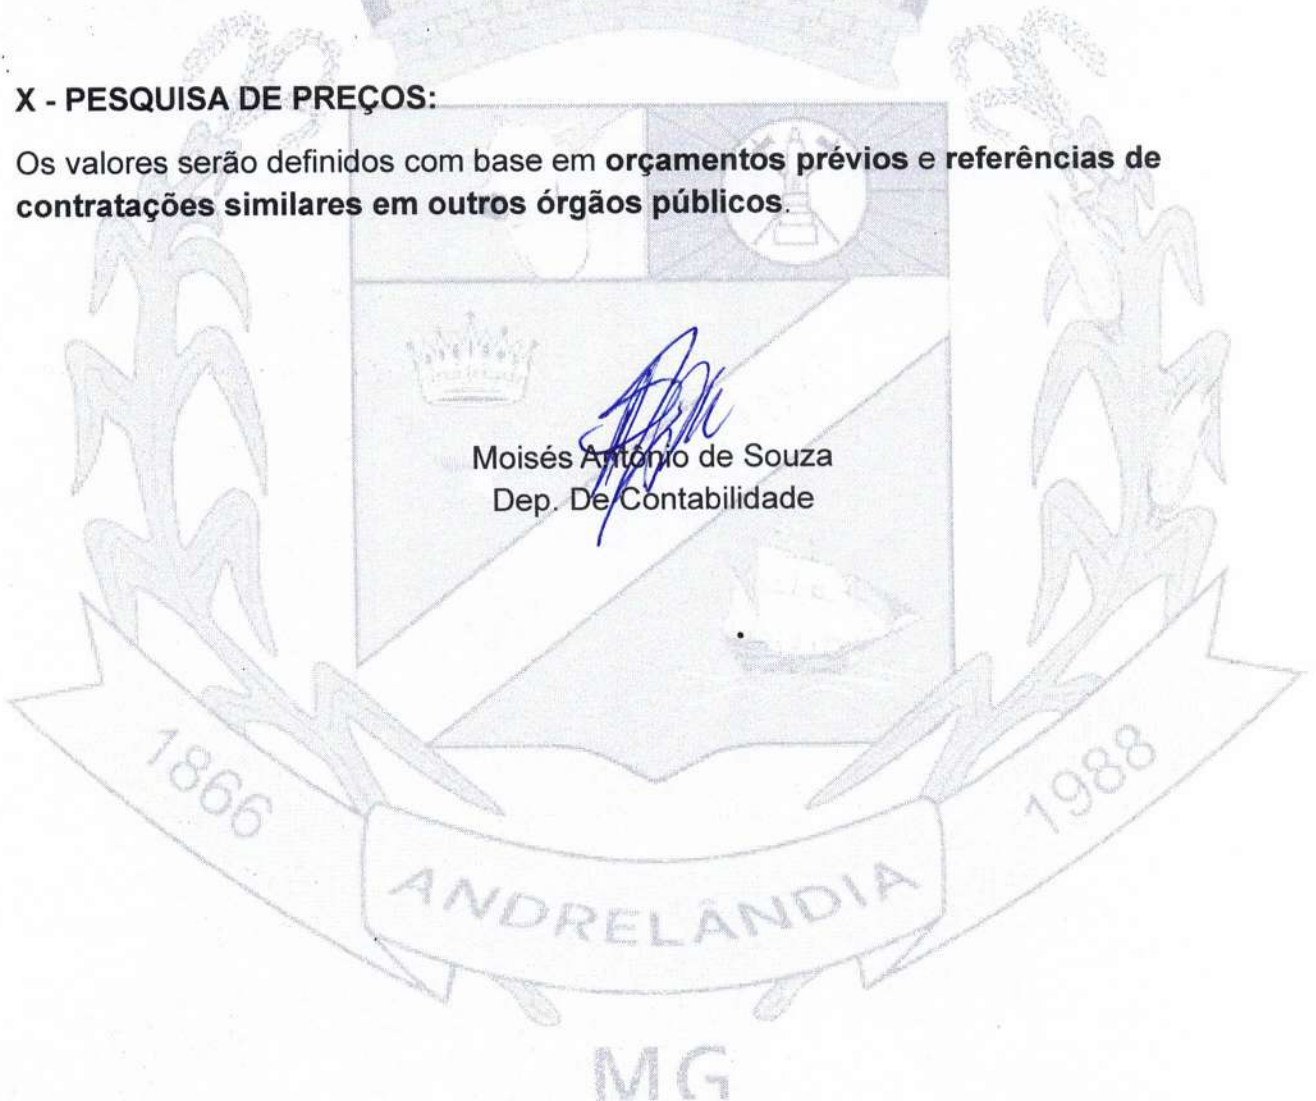 X - PESQUISA DE PREÇOS:
Os valores serão definidos com base em orçamentos prévios e referências de
contratações similares em outros órgãos públicos.
Moisés Antônio de Souza
Dep. De Contabilidade
1866
1988
ANDRELÂNDIA
MG